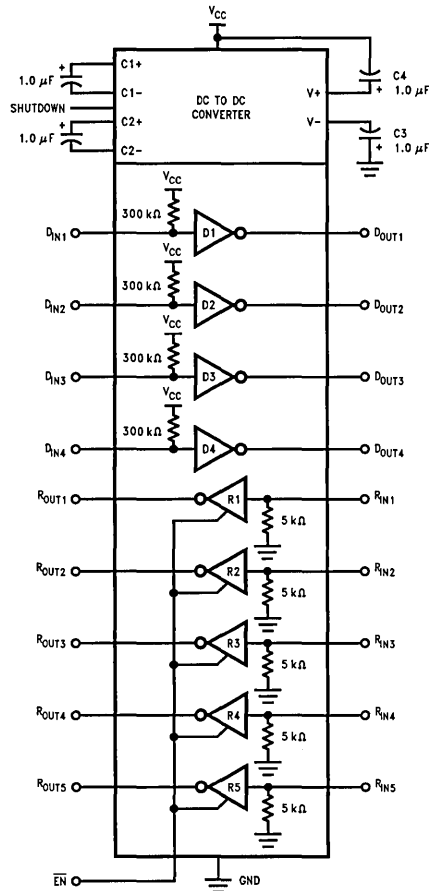 VCC
C1+
1.0 μF
C1-
SHUTDOWN
C2+
1.0 μF
C2-
DC TO DC
CONVERTER
V+
C4
1.0 μF
V-
C3
1.0 μF
VCC
300 kΩ
DIN1
D1
DOUT1
VCC
300 kΩ
DIN2
D2
DOUT2
VCC
300 kΩ
DIN3
D3
DOUT3
VCC
300 kΩ
DIN4
D4
DOUT4
ROUT1
R1
RIN1
5 kΩ
ROUT2
R2
RIN2
5 kΩ
ROUT3
R3
RIN3
5 kΩ
ROUT4
R4
RIN4
5 kΩ
ROUT5
R5
RIN5
5 kΩ
EN
GND